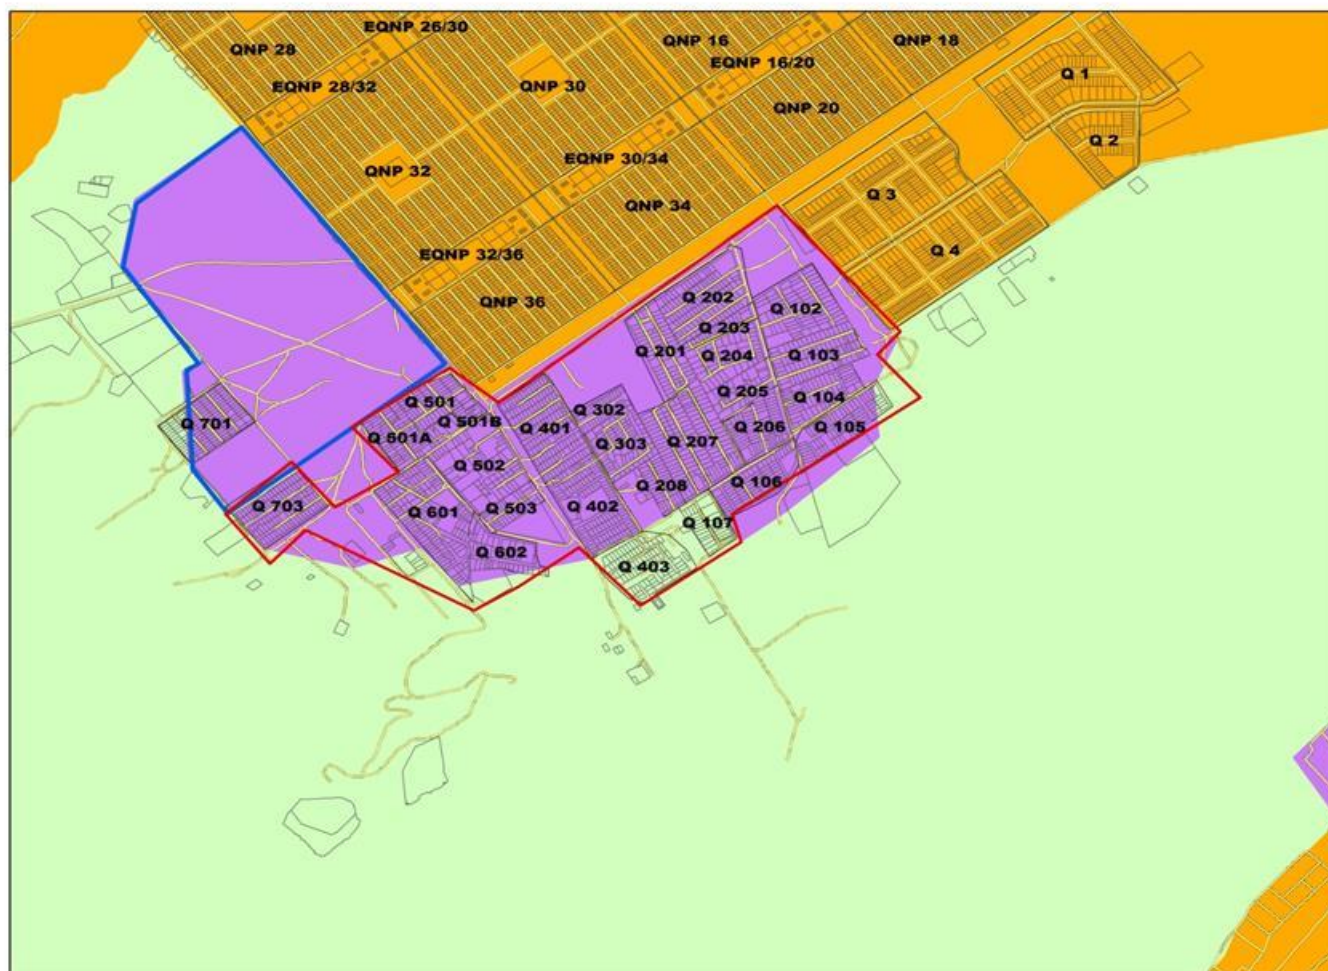 EQNP 26/30
QNP 28
QNP 16
QNP 18
EQNP 28/32
QNP 30
EQNP 16/20
Q 1
QNP 20
Q 2
QNP 32
EQNP 30/34
Q 3
QNP 34
EQNP 32/36
Q 4
QNP 36
Q 202
Q 102
Q 203
Q 201
Q 204
Q 103
Q 205
Q 104
Q 501
Q 302
Q 701
Q 501B
Q 401
Q 501A
Q 303
Q 207
Q 206
Q 105
Q 502
Q 208
Q 106
Q 703
Q 601
Q 503
Q 402
Q 107
Q 602
Q 403